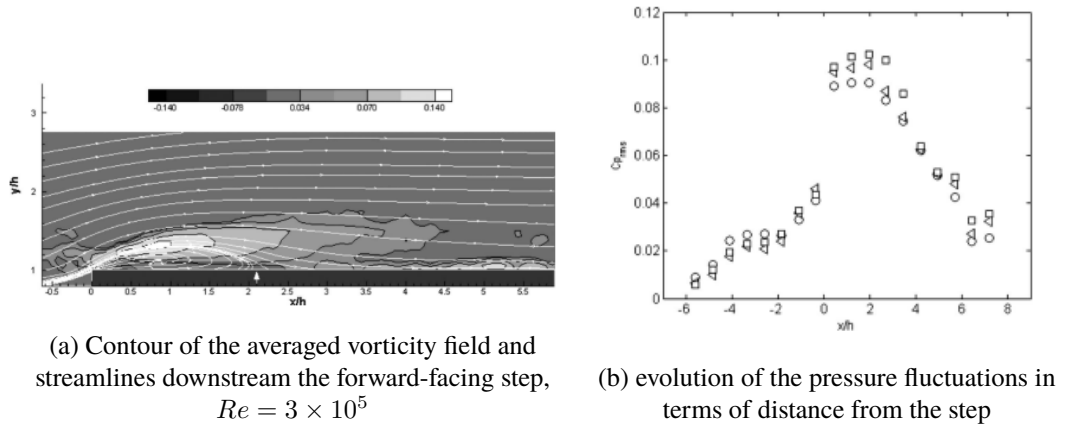 -0.140 -0.078 0.034 0.070 0.140
3
2
1
y/h
-0.5 0 0.5 1 1.5 2 2.5 3 3.5 4 4.5 5 5.5
x/h
(a) Contour of the averaged vorticity field and
streamlines downstream the forward-facing step,
Re = 3 × 10⁵
0.12
0.1
0.08
0.06
0.04
0.02
0
Cp_rms
-6 -4 -2 0 2 4 6 8
x/h
(b) evolution of the pressure fluctuations in
terms of distance from the step